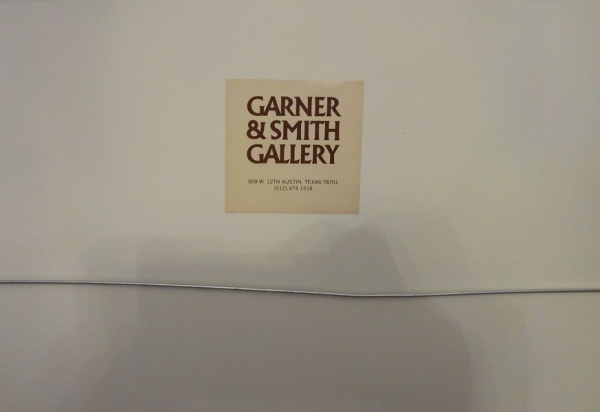 GARNER
& SMITH
GALLERY
509 W. 12TH AUSTIN, TEXAS 78701
(512) 474.1518